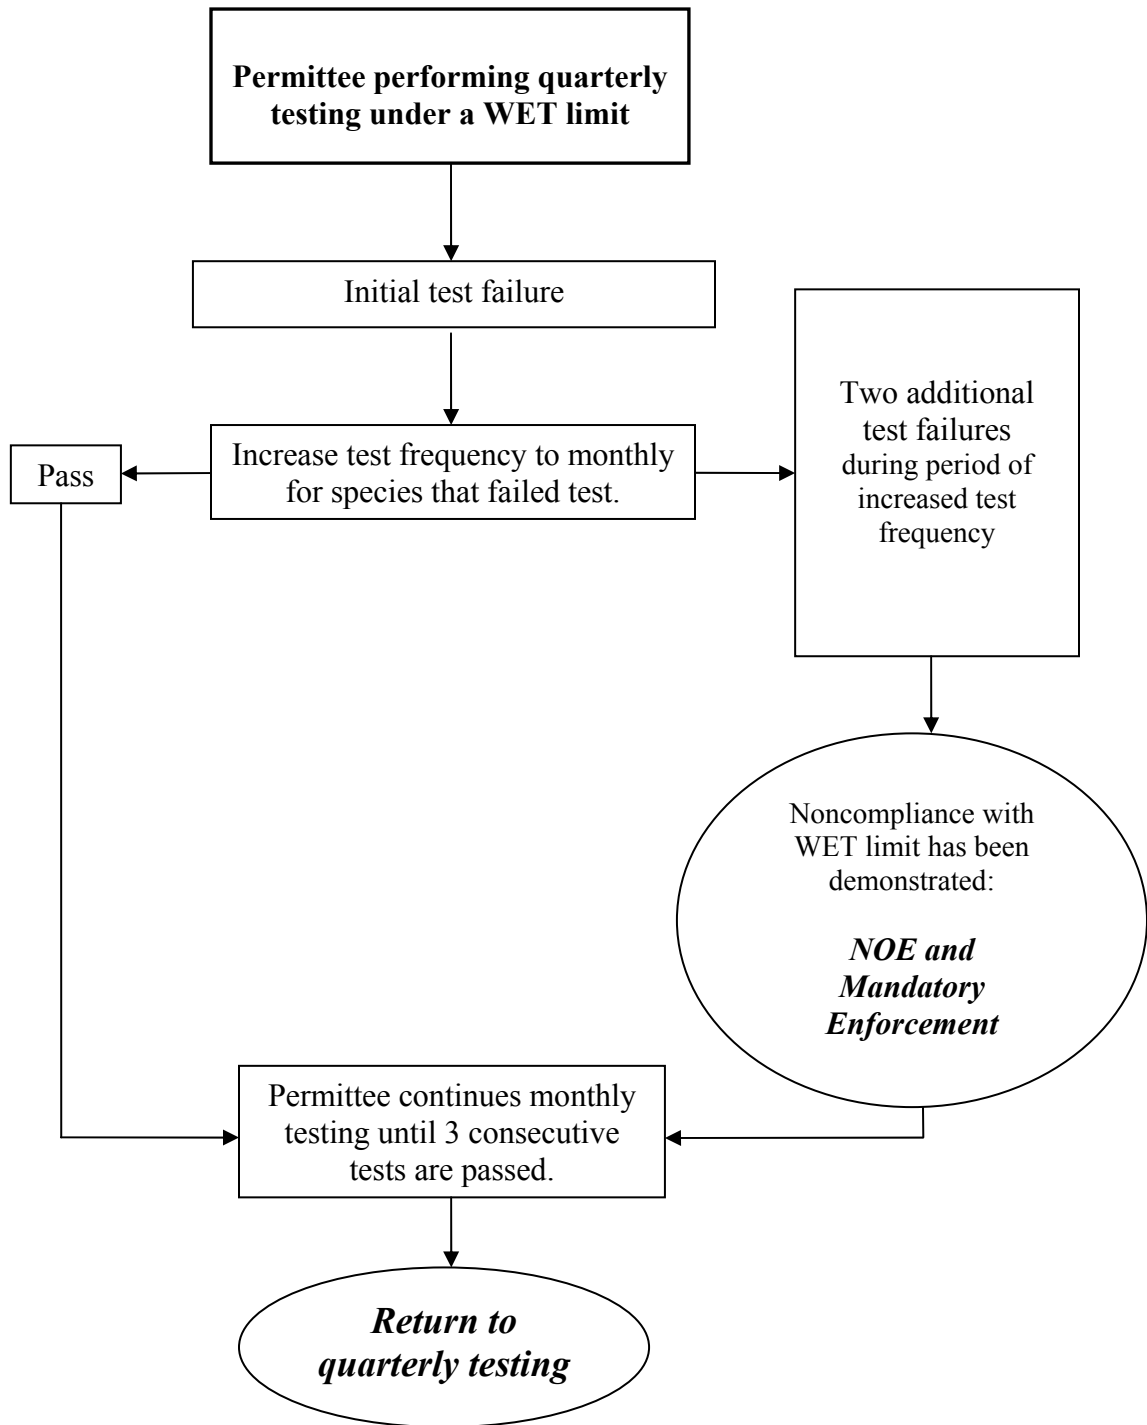 Permittee performing quarterly
testing under a WET limit
Initial test failure
Increase test frequency to monthly
for species that failed test.
Pass
Two additional
test failures
during period of
increased test
frequency
Noncompliance with
WET limit has been
demonstrated:
NOE and
Mandatory
Enforcement
Permittee continues monthly
testing until 3 consecutive
tests are passed.
Return to
quarterly testing